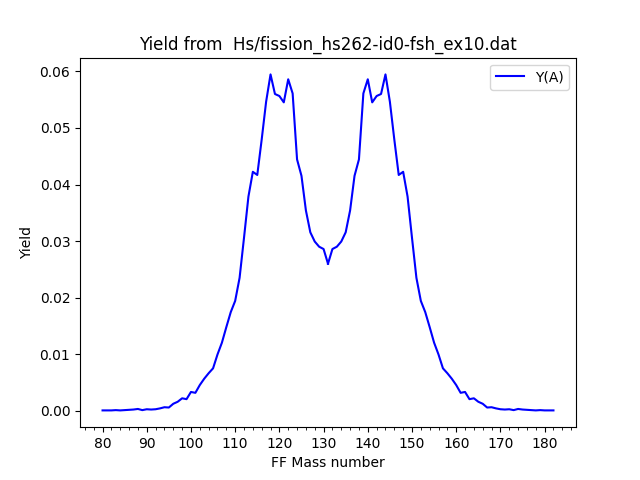 Yield from  Hs/fission_hs262-id0-fsh_ex10.dat
Y(A)
0.06
0.05
0.04
0.03
0.02
0.01
0.00
Yield
80 90 100 110 120 130 140 150 160 170 180
FF Mass number